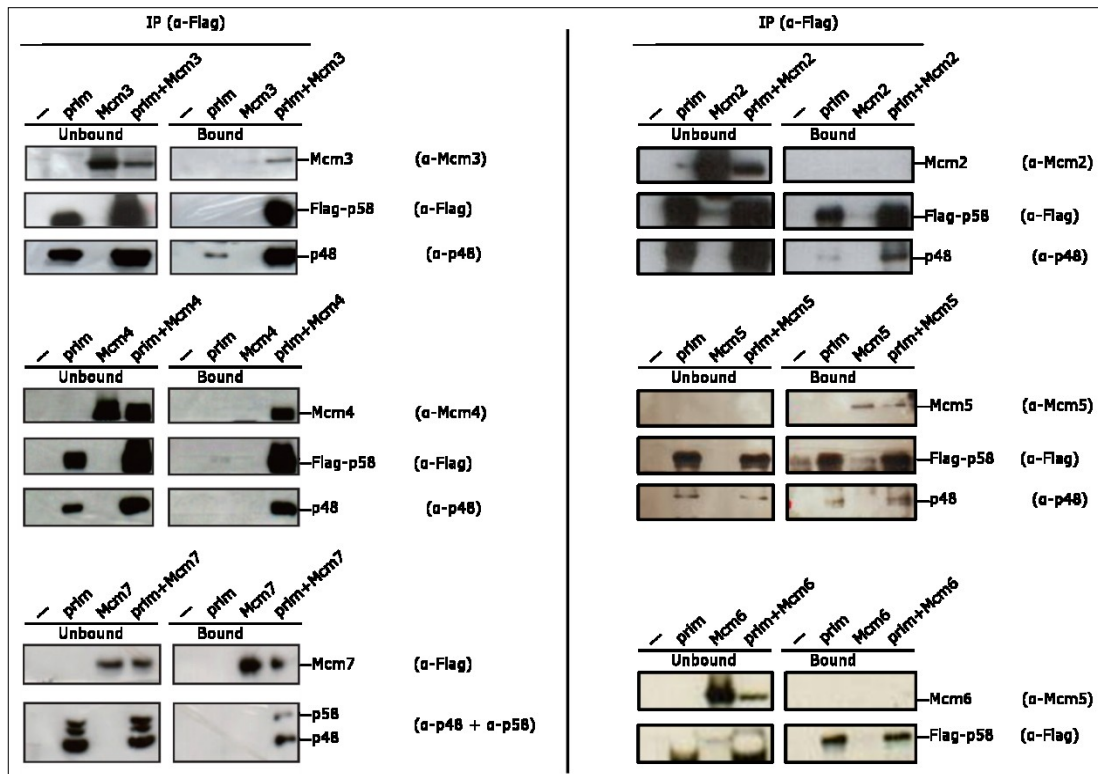 IP (α-Flag)
— prim Mcm3 prim+Mcm3 — prim Mcm3 prim+Mcm3
Unbound Bound
Mcm3 (α-Mcm3)
Flag-p58 (α-Flag)
p48 (α-p48)
— prim Mcm4 prim+Mcm4 — prim Mcm4 prim+Mcm4
Unbound Bound
Mcm4 (α-Mcm4)
Flag-p58 (α-Flag)
p48 (α-p48)
— prim Mcm7 prim+Mcm7 — prim Mcm7 prim+Mcm7
Unbound Bound
Mcm7 (α-Flag)
p58
(α-p48 + α-p58)
p48
IP (α-Flag)
— prim Mcm2 prim+Mcm2 — prim Mcm2 prim+Mcm2
Unbound Bound
Mcm2 (α-Mcm2)
Flag-p58 (α-Flag)
p48 (α-p48)
— prim Mcm5 prim+Mcm5 — prim Mcm5 prim+Mcm5
Unbound Bound
Mcm5 (α-Mcm5)
Flag-p58 (α-Flag)
p48 (α-p48)
— prim Mcm6 prim+Mcm6 — prim Mcm6 prim+Mcm6
Unbound Bound
Mcm6 (α-Mcm5)
Flag-p58 (α-Flag)